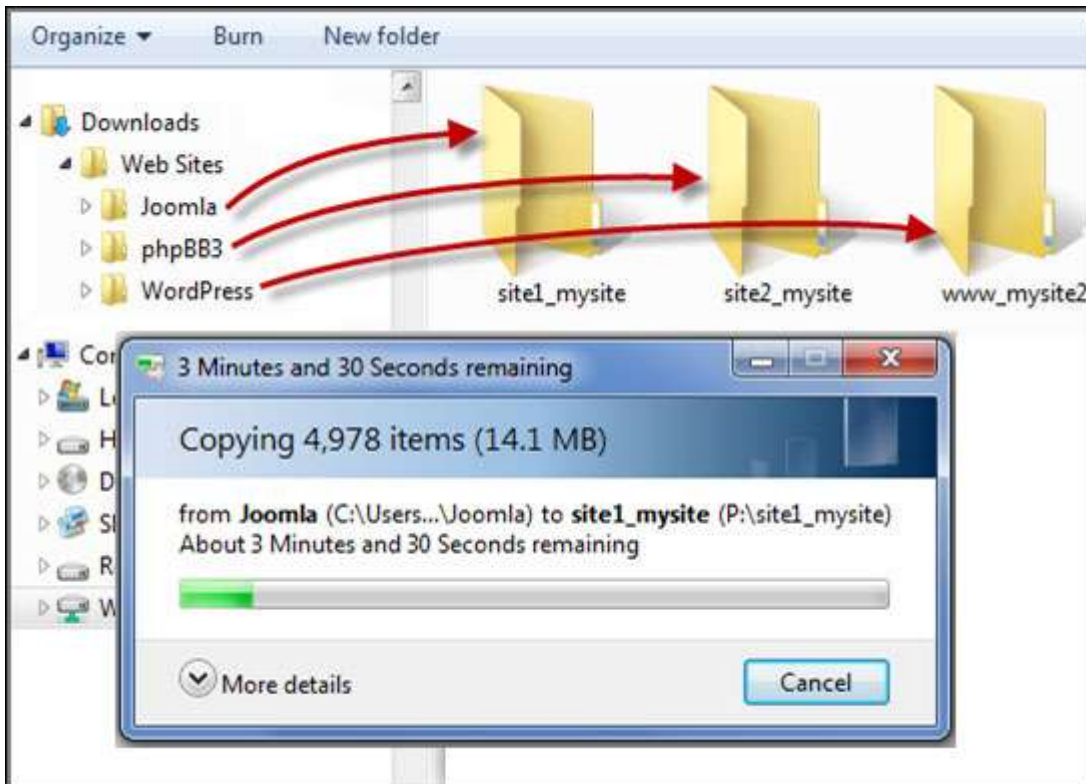 Organize Burn New folder
Downloads
Web Sites
Joomla
phpBB3
WordPress
site1_mysite site2_mysite www_mysite2
3 Minutes and 30 Seconds remaining
Copying 4,978 items (14.1 MB)
from Joomla (C:\Users...\Joomla) to site1_mysite (P:\site1_mysite)
About 3 Minutes and 30 Seconds remaining
More details
Cancel